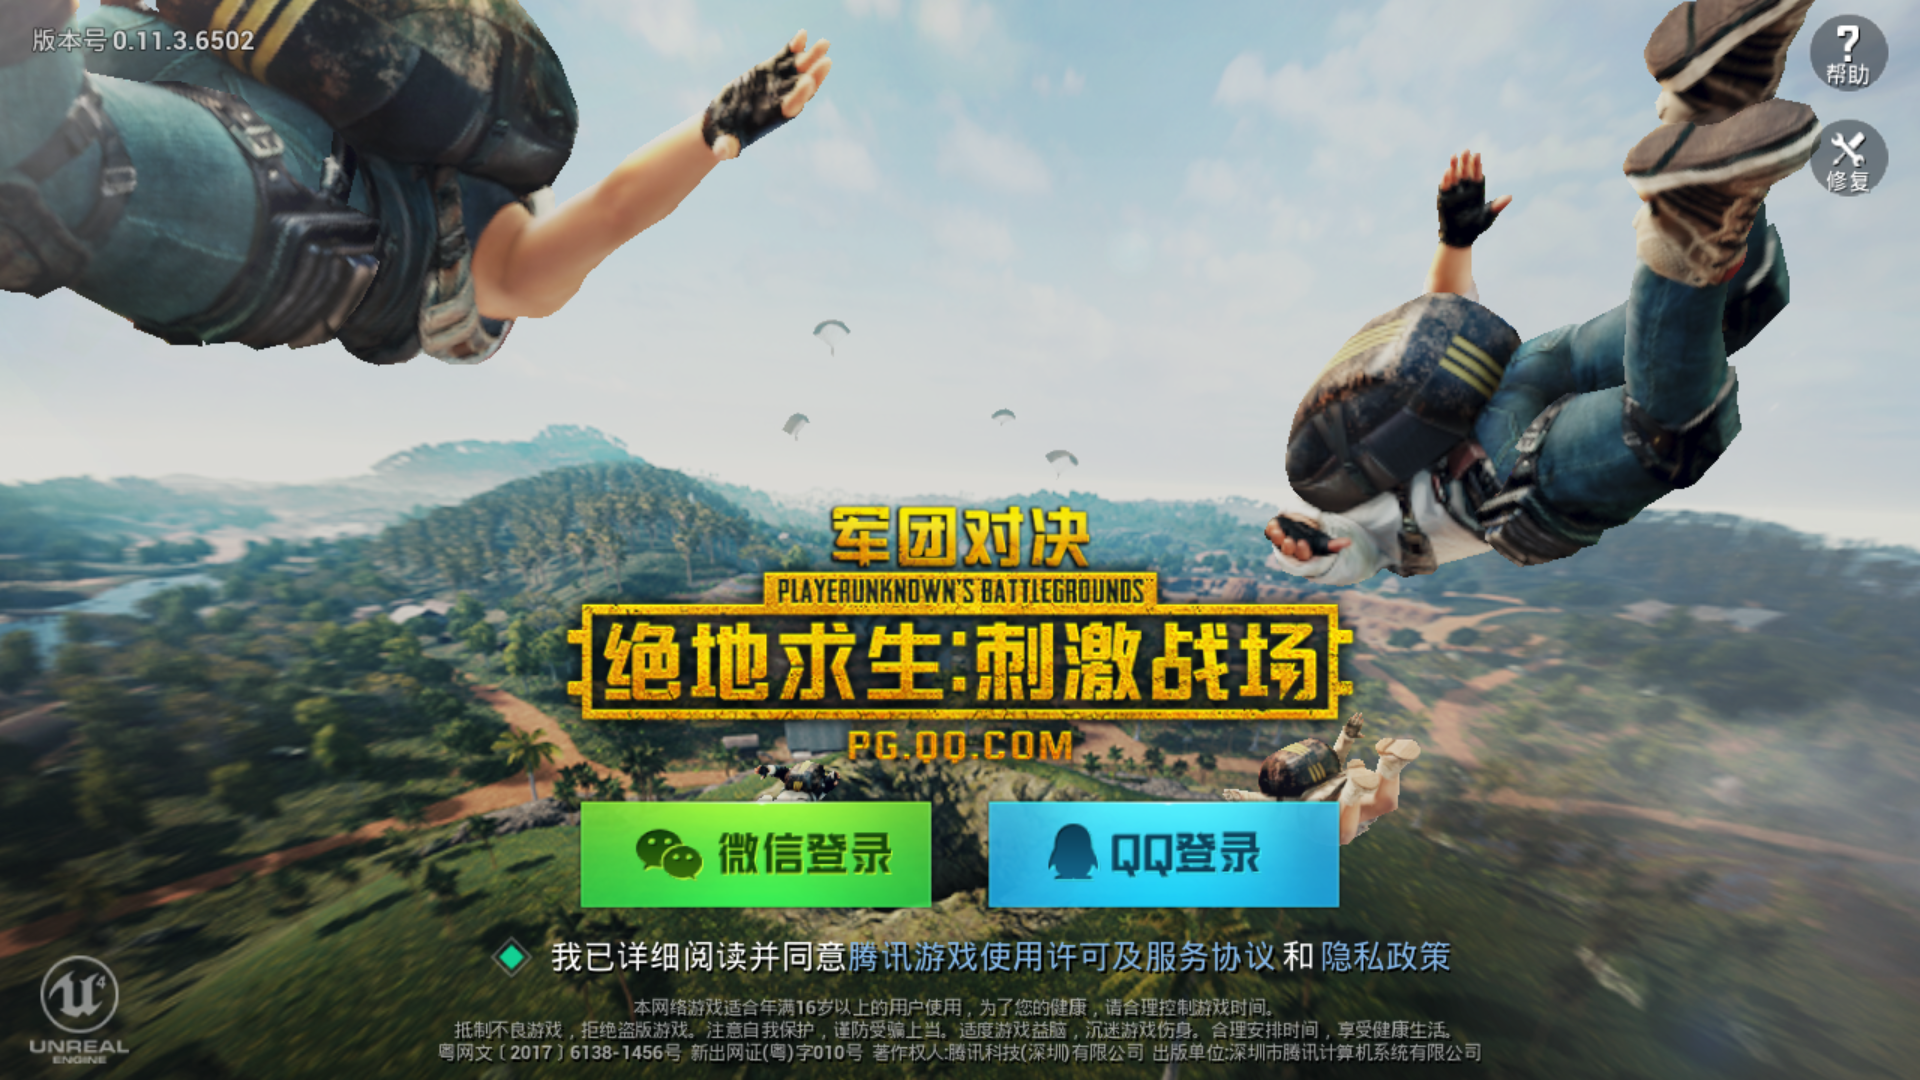 版本号0.11.3.6502
?
帮助
修复
军团对决
PLAYERUNKNOWN'S BATTLEGROUNDS
绝地求生:刺激战场
PG.QQ.COM
微信登录
QQ登录
我已详细阅读并同意腾讯游戏使用许可及服务协议 和 隐私政策
本网络游戏适合年满16岁以上的用户使用，为了您的健康，请合理控制游戏时间。
抵制不良游戏，拒绝盗版游戏。注意自我保护，谨防受骗上当。适度游戏益脑，沉迷游戏伤身。合理安排时间，享受健康生活。
粤网文〔2017〕6138-1456号 新出网证(粤)字010号 著作权人:腾讯科技(深圳)有限公司 出版单位:深圳市腾讯计算机系统有限公司
U4
UNREAL
ENGINE